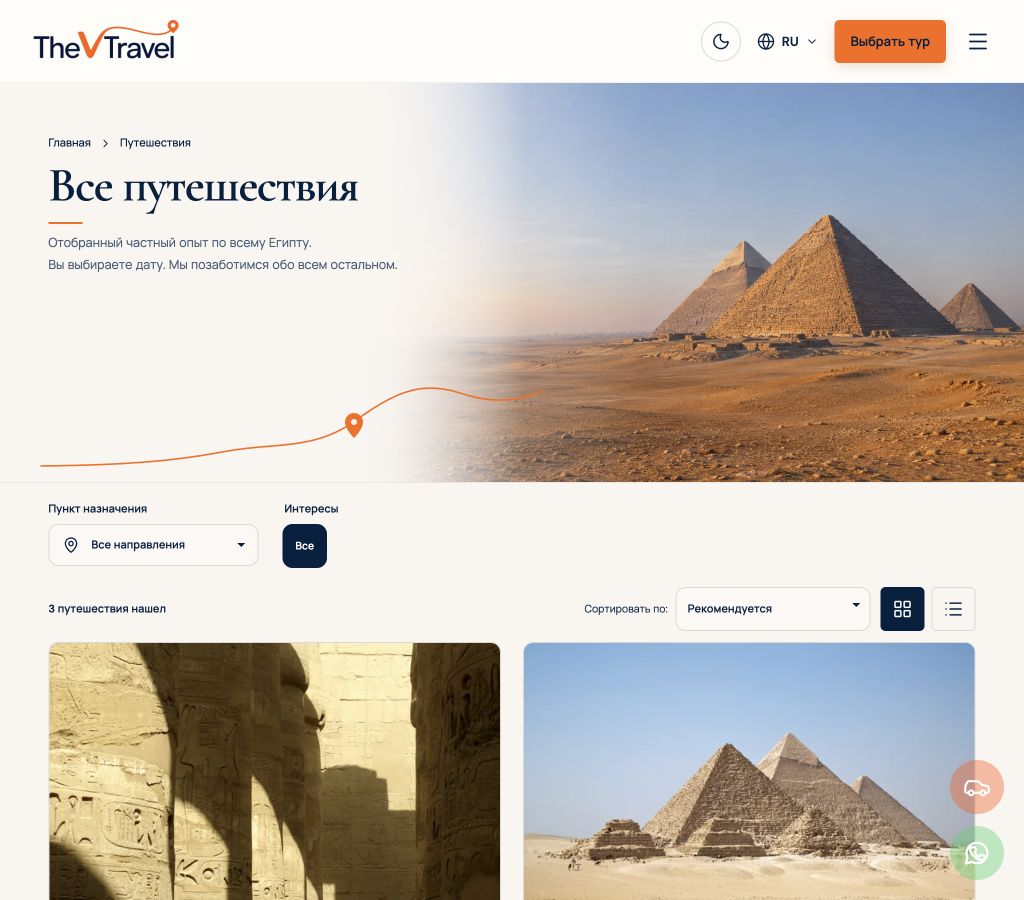 TheVTravel
RU
Выбрать тур
Главная
Путешествия
Все путешествия
Отобранный частный опыт по всему Египту.
Вы выбираете дату. Мы позаботимся обо всем остальном.
Пункт назначения
Интересы
Все направления
Все
3 путешествия нашел
Сортировать по:
Рекомендуется